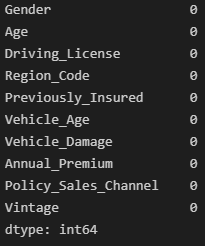 Gender 0
Age 0
Driving_License 0
Region_Code 0
Previously_Insured 0
Vehicle_Age 0
Vehicle_Damage 0
Annual_Premium 0
Policy_Sales_Channel 0
Vintage 0
dtype: int64